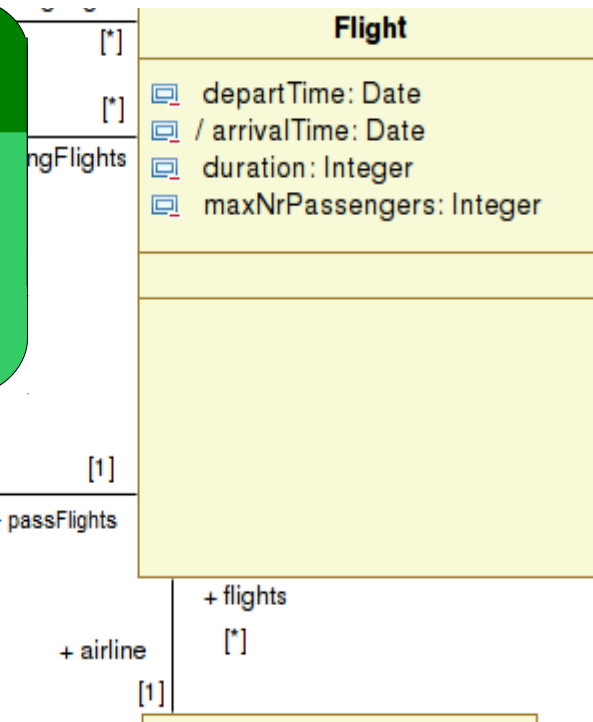 Flight
[*]
departTime: Date
[*]
/ arrivalTime: Date
ngFlights
duration: Integer
maxNrPassengers: Integer
[1]
passFlights
+ flights
+ airline
[*]
[1]